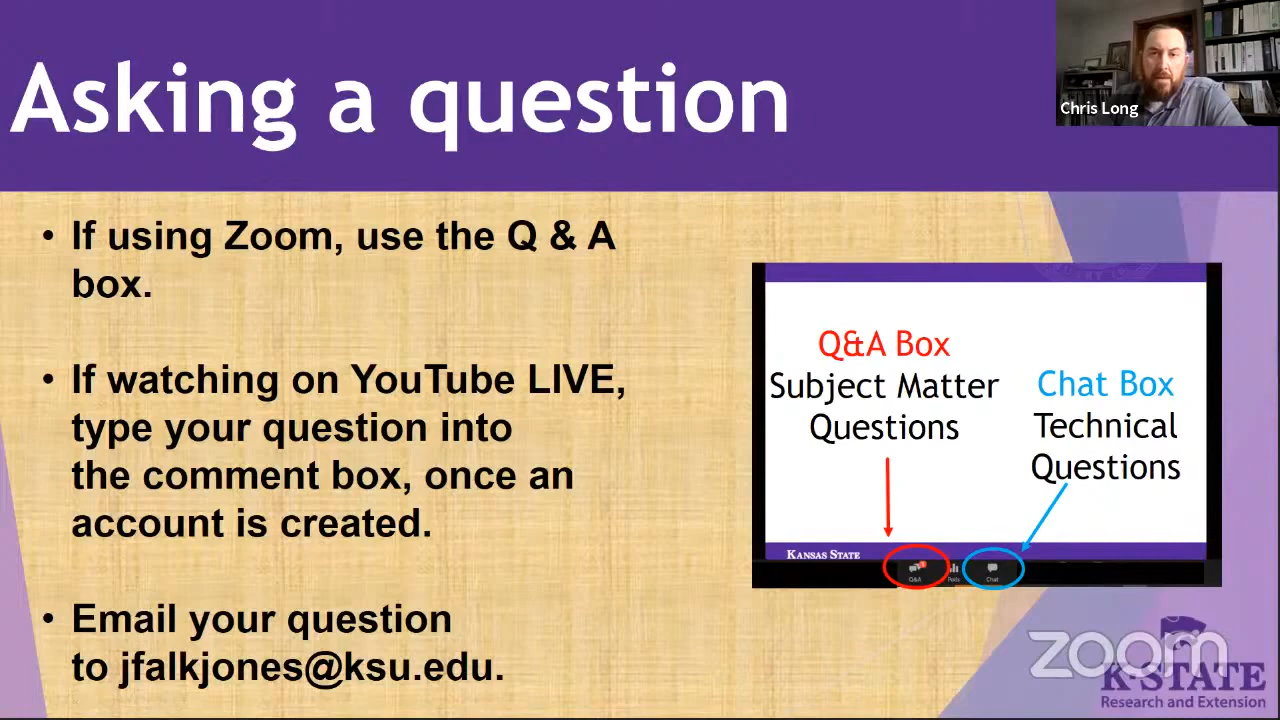 Asking a question
Chris Long
• If using Zoom, use the Q & A
box.
• If watching on YouTube LIVE,
type your question into
the comment box, once an
account is created.
• Email your question
to jfalkjones@ksu.edu.
Q&A Box
Subject Matter
Questions
Chat Box
Technical
Questions
KANSAS STATE
Q&A
Polls
Chat
zoom
K-STATE
Research and Extension